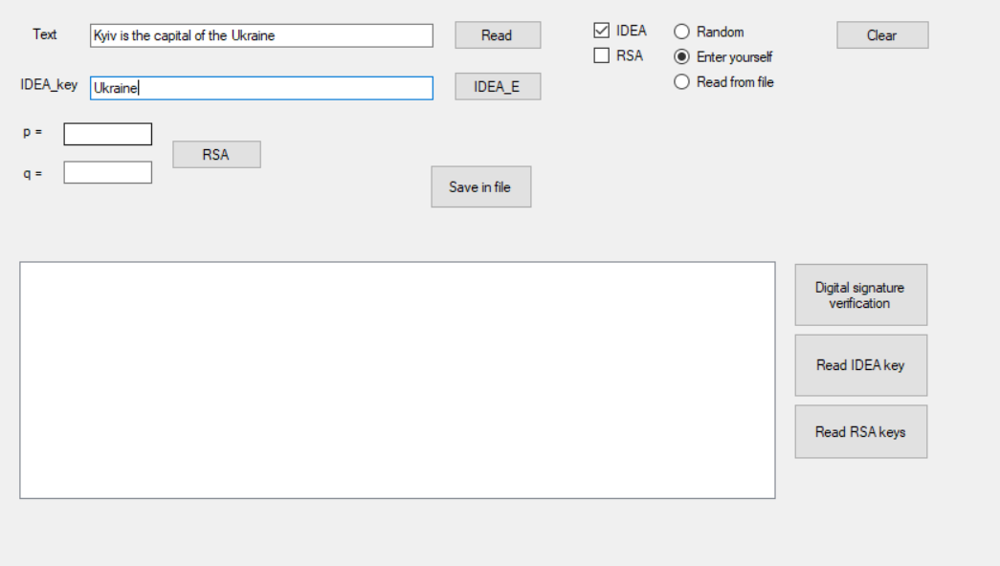 Text
Kyiv is the capital of the Ukraine
Read
IDEA
Random
Clear
RSA
Enter yourself
IDEA_key
Ukraine
IDEA_E
Read from file
p =
RSA
q =
Save in file
Digital signature
verification
Read IDEA key
Read RSA keys